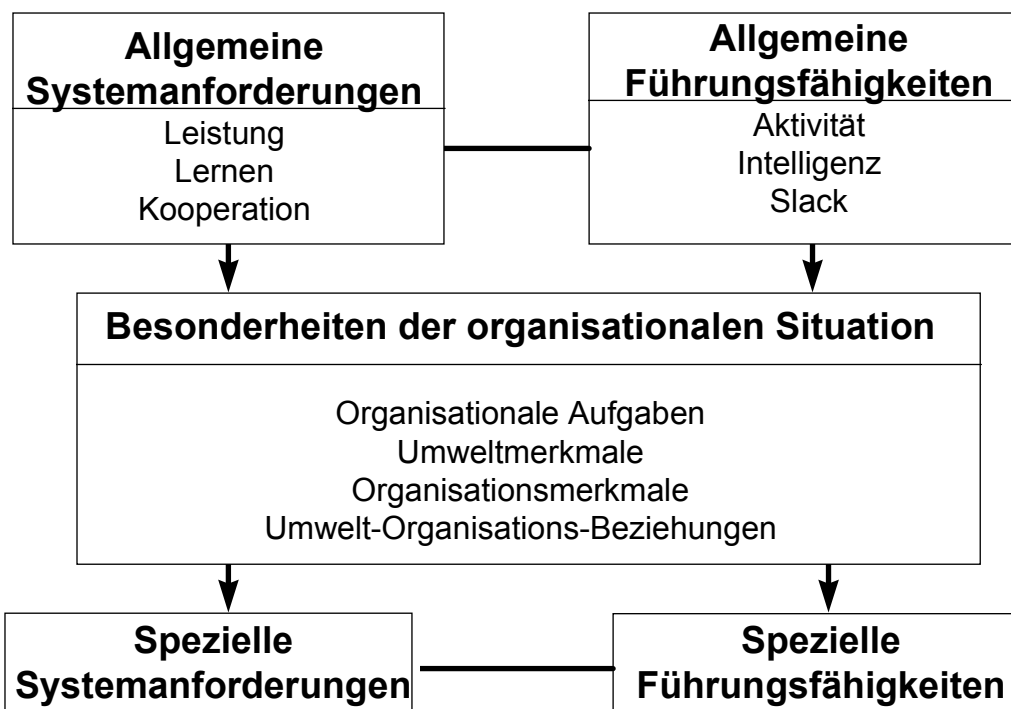 Allgemeine
Systemanforderungen
Leistung
Lernen
Kooperation
Allgemeine
Führungsfähigkeiten
Aktivität
Intelligenz
Slack
Besonderheiten der organisationalen Situation
Organisationale Aufgaben
Umweltmerkmale
Organisationsmerkmale
Umwelt-Organisations-Beziehungen
Spezielle
Systemanforderungen
Spezielle
Führungsfähigkeiten